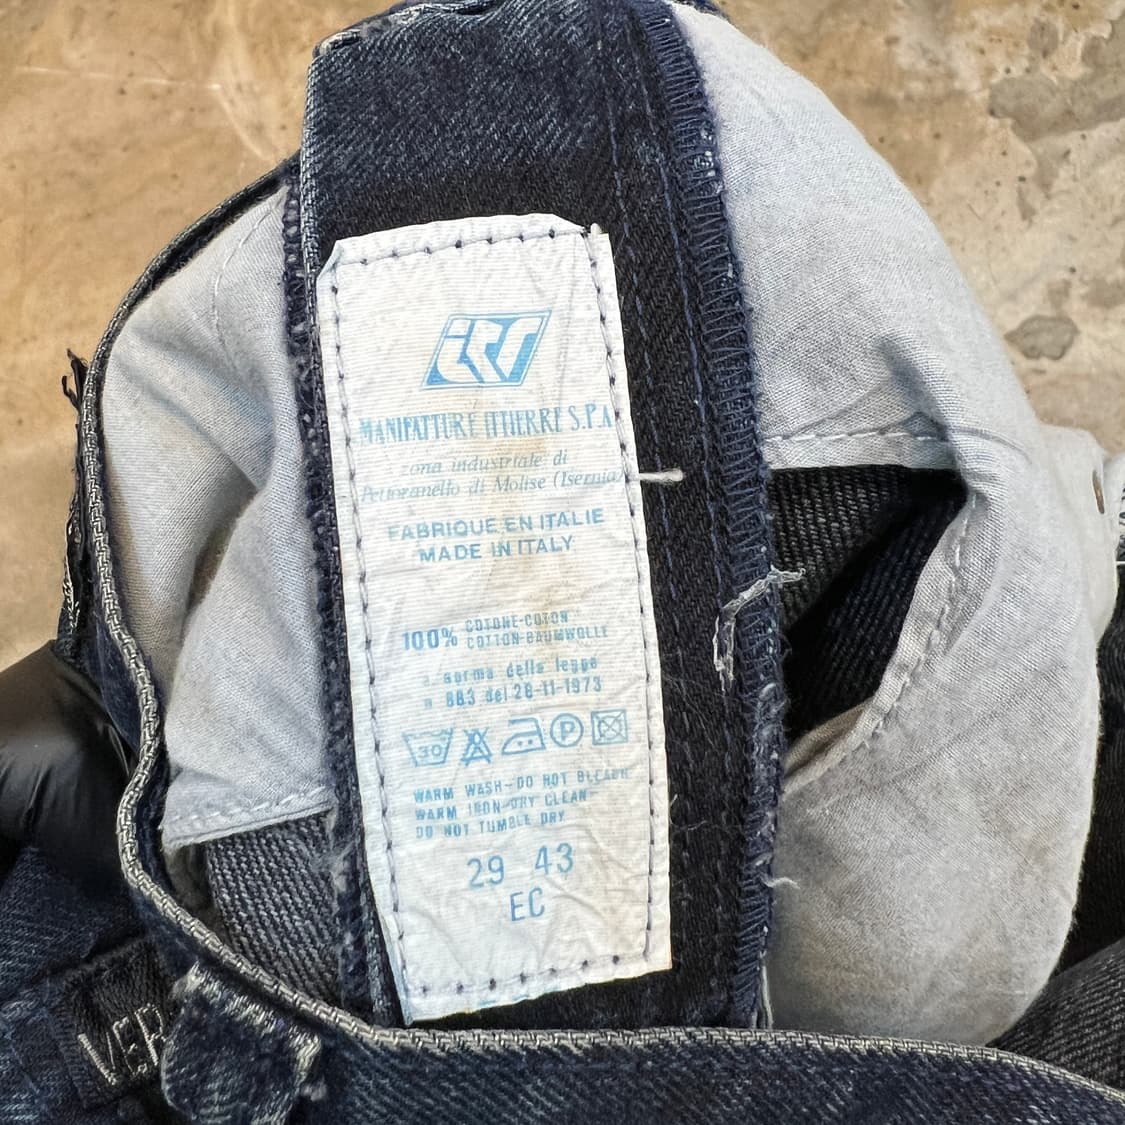 MANIFATTURE ITTIERRE S.P.A
zona industriale di
Pettoranello di Molise (Isernia)
FABRIQUE EN ITALIE
MADE IN ITALY
100% COTONE-COTON
COTTON-BAUMWOLLE
a norma della legge
n 883 del 26-11-1973
30 P
WARM WASH-DO NOT BLEACH
WARM IRON-DRY CLEAN
DO NOT TUMBLE DRY
29 43
EC
VER